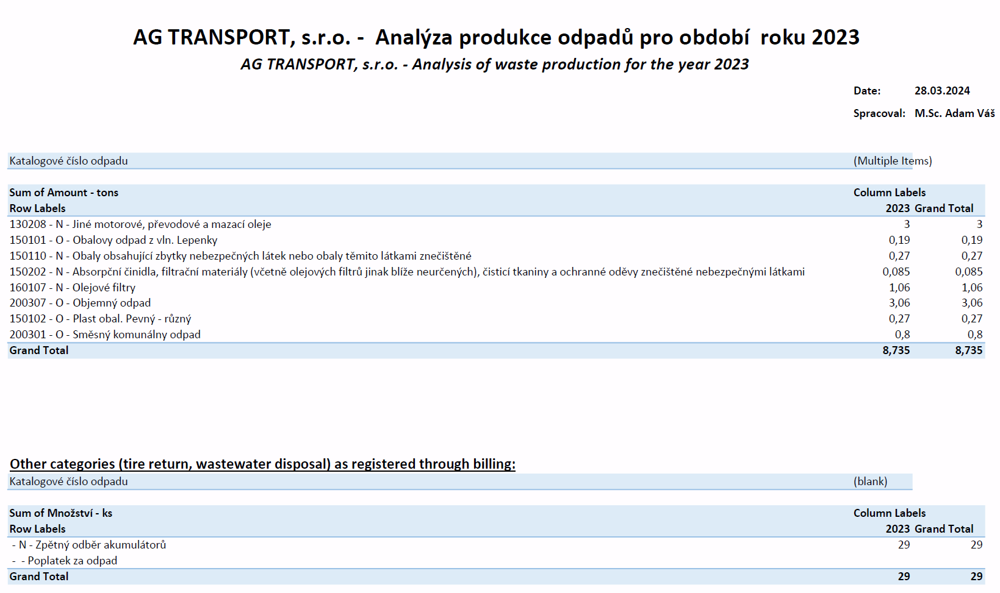 AG TRANSPORT, s.r.o. - Analýza produkce odpadů pro období roku 2023
AG TRANSPORT, s.r.o. - Analysis of waste production for the year 2023
Date: 28.03.2024
Spracoval: M.Sc. Adam Váš
Katalogové číslo odpadu (Multiple Items)
Sum of Amount - tons Column Labels
Row Labels 2023 Grand Total
130208 - N - Jiné motorové, převodové a mazací oleje 3 3
150101 - O - Obalovy odpad z vln. Lepenky 0,19 0,19
150110 - N - Obaly obsahující zbytky nebezpečných látek nebo obaly těmito látkami znečištěné 0,27 0,27
150202 - N - Absorpční činidla, filtrační materiály (včetně olejových filtrů jinak blíže neurčených), čisticí tkaniny a ochranné oděvy znečištěné nebezpečnými látkami 0,085 0,085
160107 - N - Olejové filtry 1,06 1,06
200307 - O - Objemný odpad 3,06 3,06
150102 - O - Plast obal. Pevný - různý 0,27 0,27
200301 - O - Směsný komunálny odpad 0,8 0,8
Grand Total 8,735 8,735
Other categories (tire return, wastewater disposal) as registered through billing:
Katalogové číslo odpadu (blank)
Sum of Množství - ks Column Labels
Row Labels 2023 Grand Total
- N - Zpětný odběr akumulátorů 29 29
- - Poplatek za odpad
Grand Total 29 29